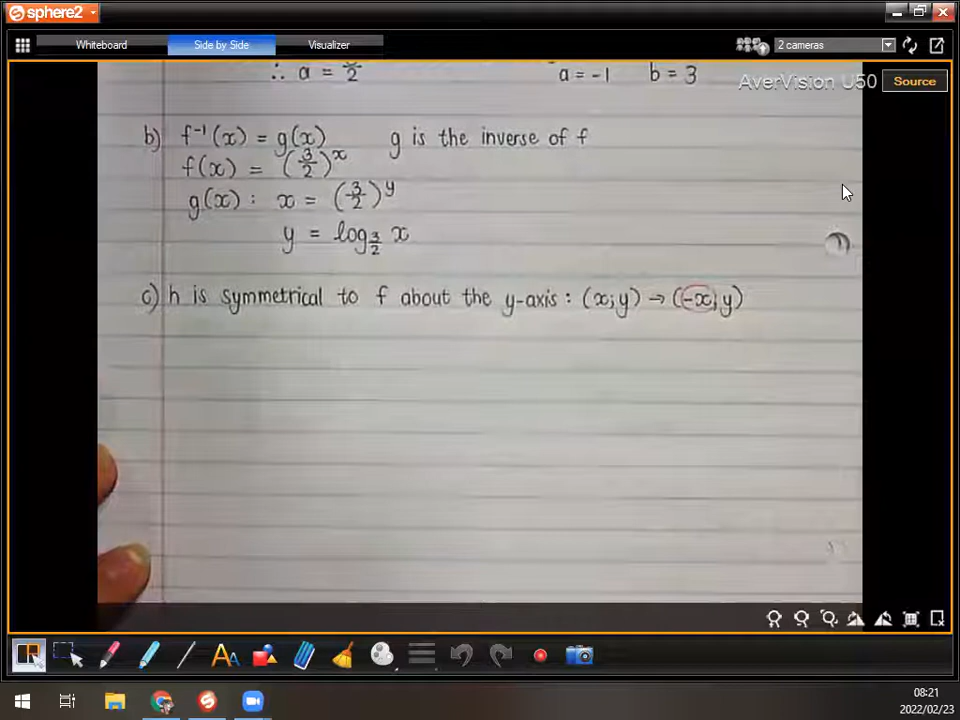 sphere2
Whiteboard
Side by Side
Visualizer
2 cameras
∴ a = 3/2
a = -1 b = 3
AverVision U50
Source
b) f⁻¹(x) = g(x) g is the inverse of f
f(x) = (3/2)^x
g(x): x = (3/2)^y
y = log_{3/2} x
c) h is symmetrical to f about the y-axis: (x;y) → (-x;y)
08:21
2022/02/23